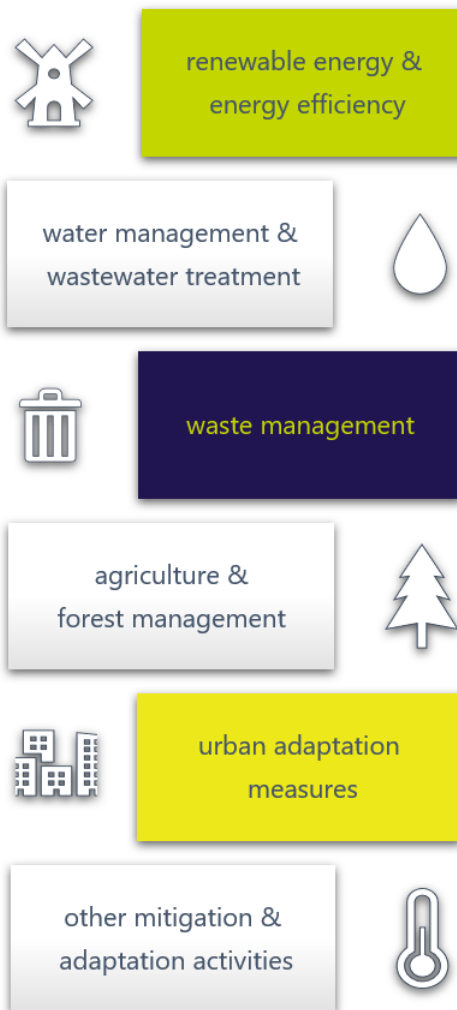 renewable energy &
energy efficiency
water management &
wastewater treatment
waste management
agriculture &
forest management
urban adaptation
measures
other mitigation &
adaptation activities